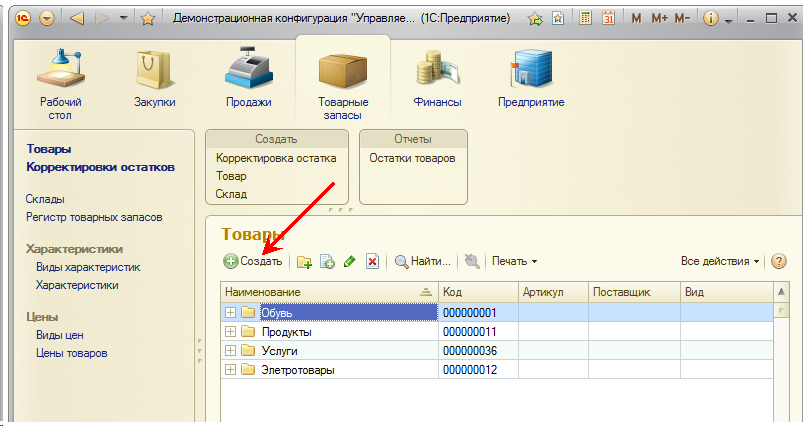 Демонстрационная конфигурация "Управляе... (1С:Предприятие)
M M+ M-
Рабочий стол
Закупки
Продажи
Товарные запасы
Финансы
Предприятие
Товары
Корректировки остатков
Склады
Регистр товарных запасов
Характеристики
Виды характеристик
Характеристики
Цены
Виды цен
Цены товаров
Создать
Корректировка остатка
Товар
Склад
Отчеты
Остатки товаров
Товары
Создать Найти... Печать Все действия
Наименование Код Артикул Поставщик Вид
Обувь 000000001
Продукты 000000011
Услуги 000000036
Элетротовары 000000012